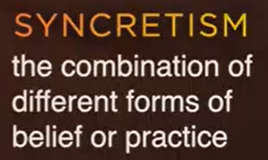 SYNCRETISM
the combination of
different forms of
belief or practice